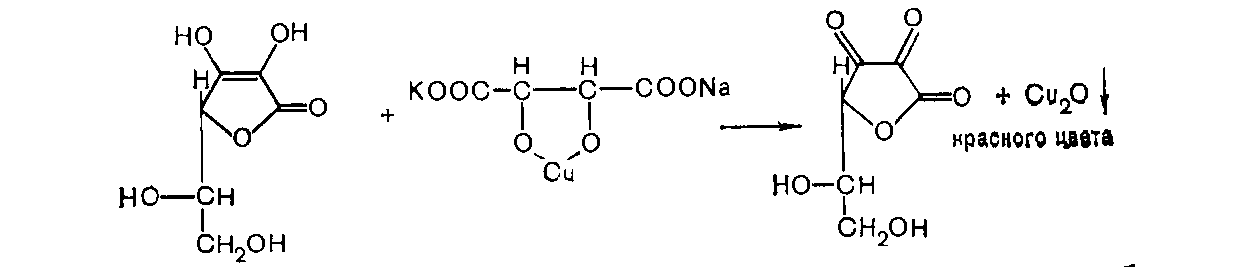 HO OH
H
O
O
HO—CH
CH₂OH
+
H H
KOOC—C—C—COONa
O O
Cu
O O
H
O
O
HO—CH
CH₂OH
+ Cu₂O↓
красного цвета